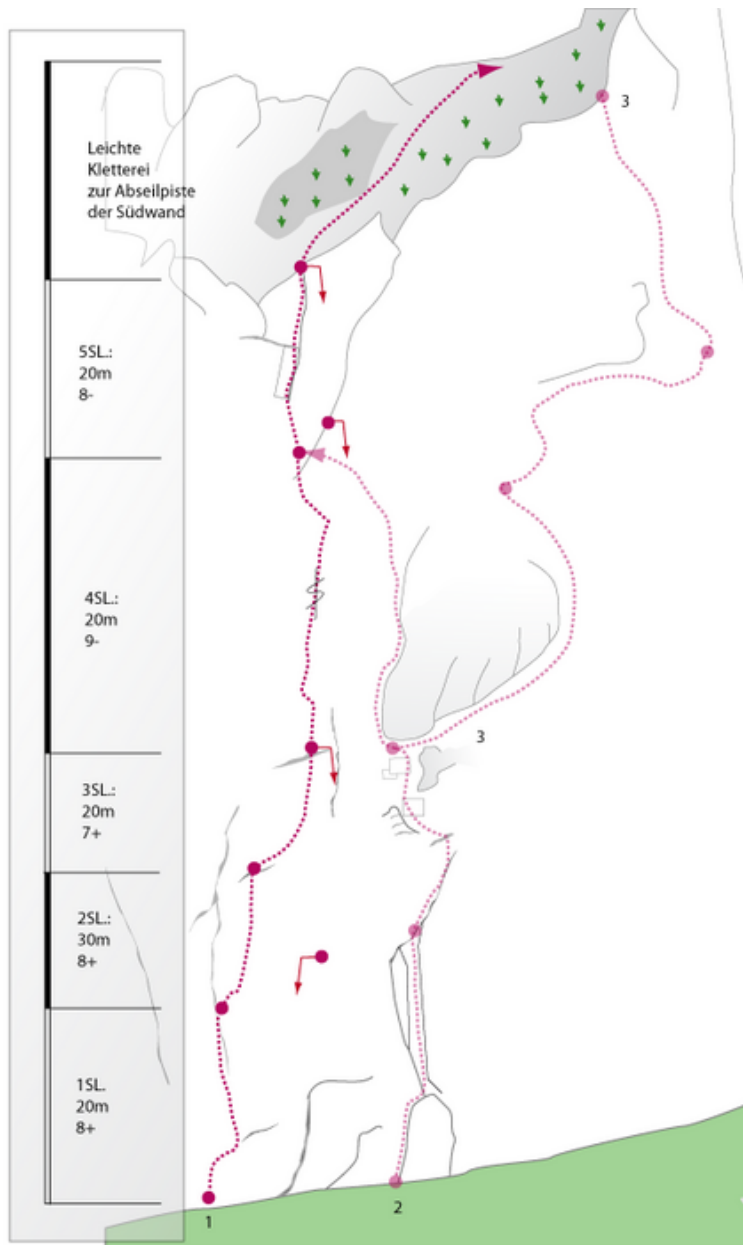 3
Leichte
Kletterei
zur Abseilpiste
der Südwand
5SL.:
20m
8-
4SL.:
20m
9-
3
3SL.:
20m
7+
2SL.:
30m
8+
1SL.
20m
8+
1
2